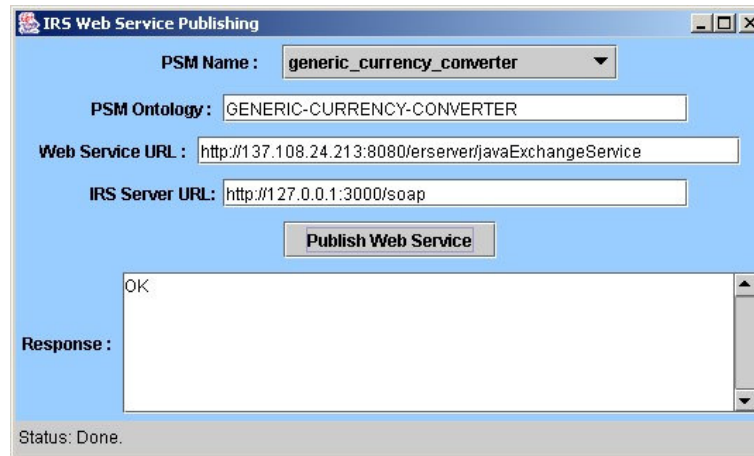 IRS Web Service Publishing
PSM Name : generic_currency_converter
PSM Ontology : GENERIC-CURRENCY-CONVERTER
Web Service URL : http://137.108.24.213:8080/erserver/javaExchangeService
IRS Server URL: http://127.0.0.1:3000/soap
Publish Web Service
OK
Response :
Status: Done.